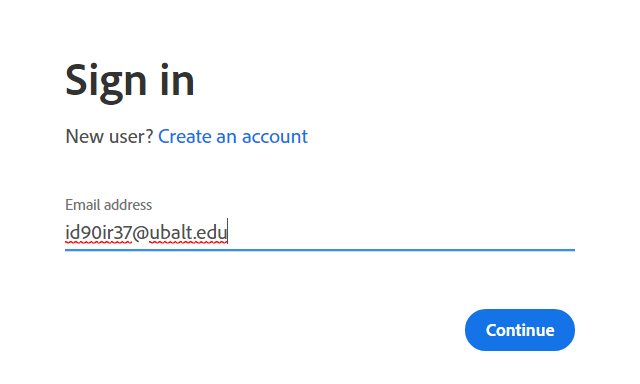 Sign in
New user? Create an account
Email address
id90ir37@ubalt.edu
Continue